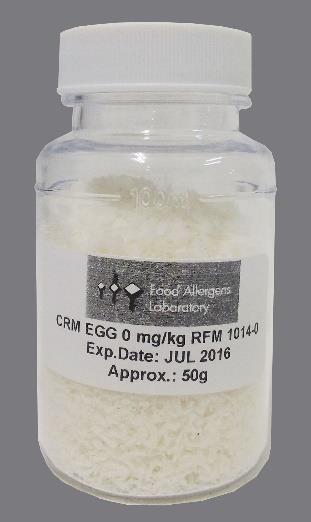 100ml
Food Allergens
Laboratory
CRM EGG 0 mg/kg RFM 1014-0
Exp.Date: JUL 2016
Approx.: 50g